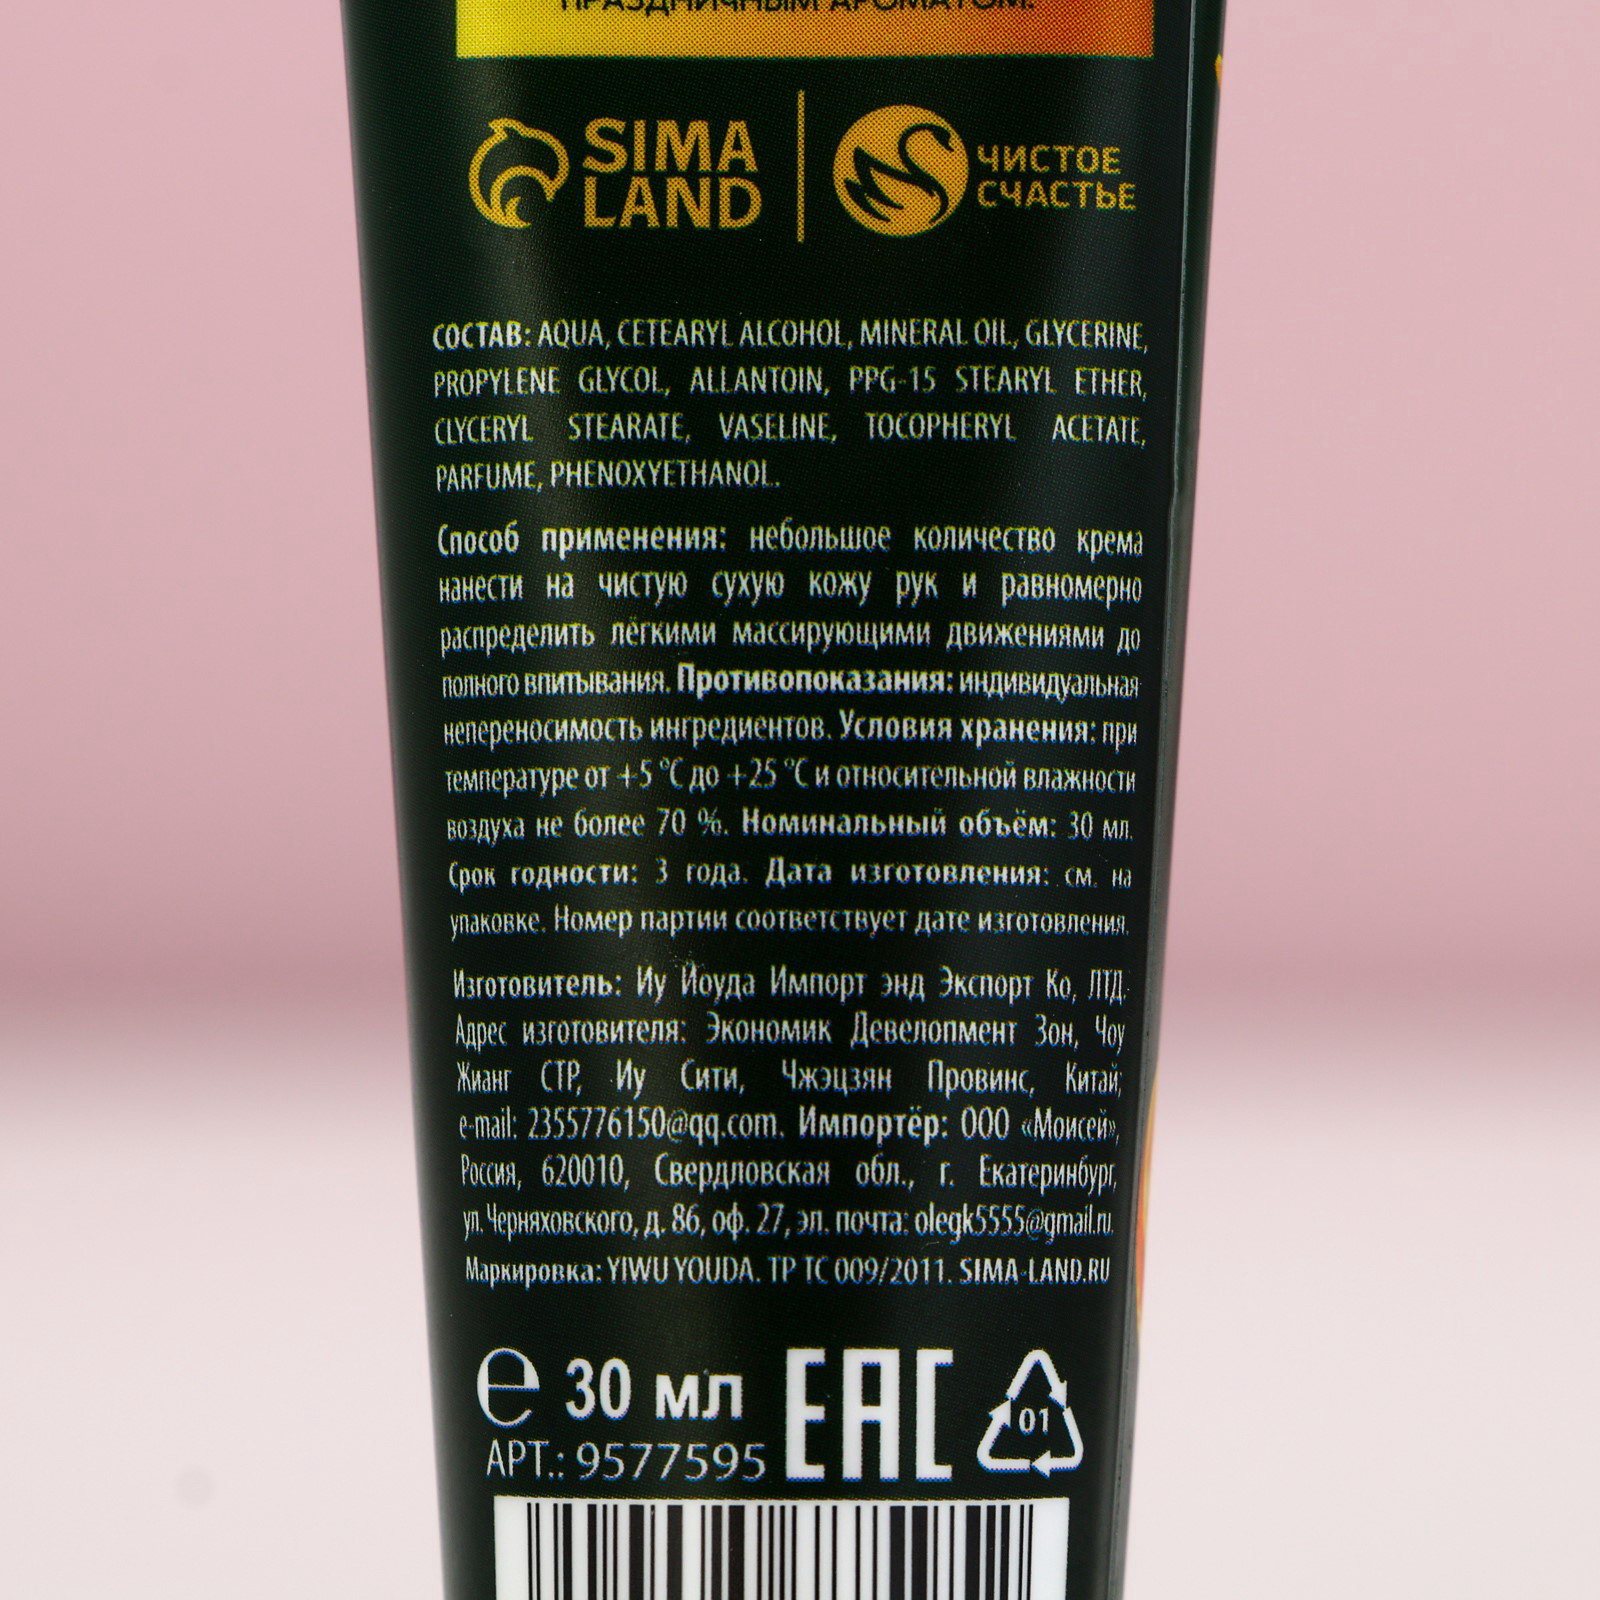 ПРАЗДНИЧНЫМ АРОМАТОМ.
SIMA
LAND
ЧИСТОЕ
СЧАСТЬЕ
СОСТАВ: AQUA, CETEARYL ALCOHOL, MINERAL OIL, GLYCERINE,
PROPYLENE GLYCOL, ALLANTOIN, PPG-15 STEARYL ETHER,
CLYCERYL STEARATE, VASELINE, TOCOPHERYL ACETATE,
PARFUME, PHENOXYETHANOL.
Способ применения: небольшое количество крема
нанести на чистую сухую кожу рук и равномерно
распределить лёгкими массирующими движениями до
полного впитывания. Противопоказания: индивидуальная
непереносимость ингредиентов. Условия хранения: при
температуре от +5 °C до +25 °C и относительной влажности
воздуха не более 70 %. Номинальный объём: 30 мл.
Срок годности: 3 года. Дата изготовления: см. на
упаковке. Номер партии соответствует дате изготовления.
Изготовитель: Иу Йоуда Импорт энд Экспорт Ко, ЛТД.
Адрес изготовителя: Экономик Девелопмент Зон, Чоу
Жианг СТР, Иу Сити, Чжэцзян Провинс, Китай;
e-mail: 2355776150@qq.com. Импортёр: ООО «Моисей»,
Россия, 620010, Свердловская обл., г. Екатеринбург,
ул. Черняховского, д. 86, оф. 27, эл. почта: olegk5555@gmail.ru.
Маркировка: YIWU YOUDA. ТР ТС 009/2011. SIMA-LAND.RU
e 30 мл EAC 01
АРТ.: 9577595